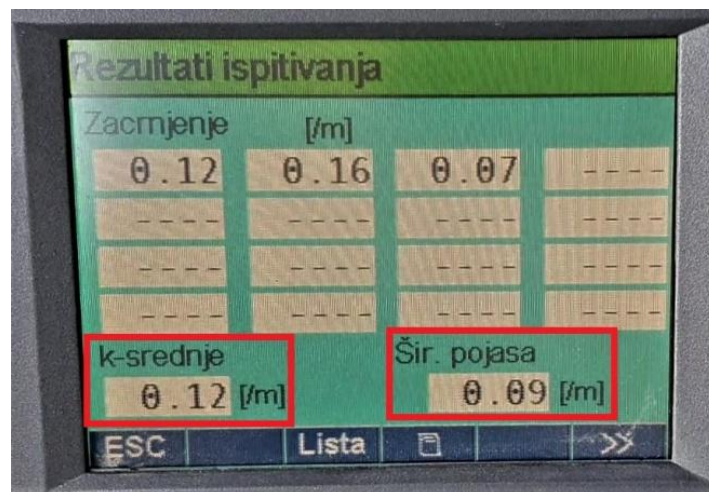 Rezultati ispitivanja
Zacrnjenje [/m]
0.12 0.16 0.07 ----
---- ---- ---- ----
---- ---- ---- ----
---- ---- ---- ----
k-srednje Šir. pojasa
0.12 [/m] 0.09 [/m]
ESC Lista >>